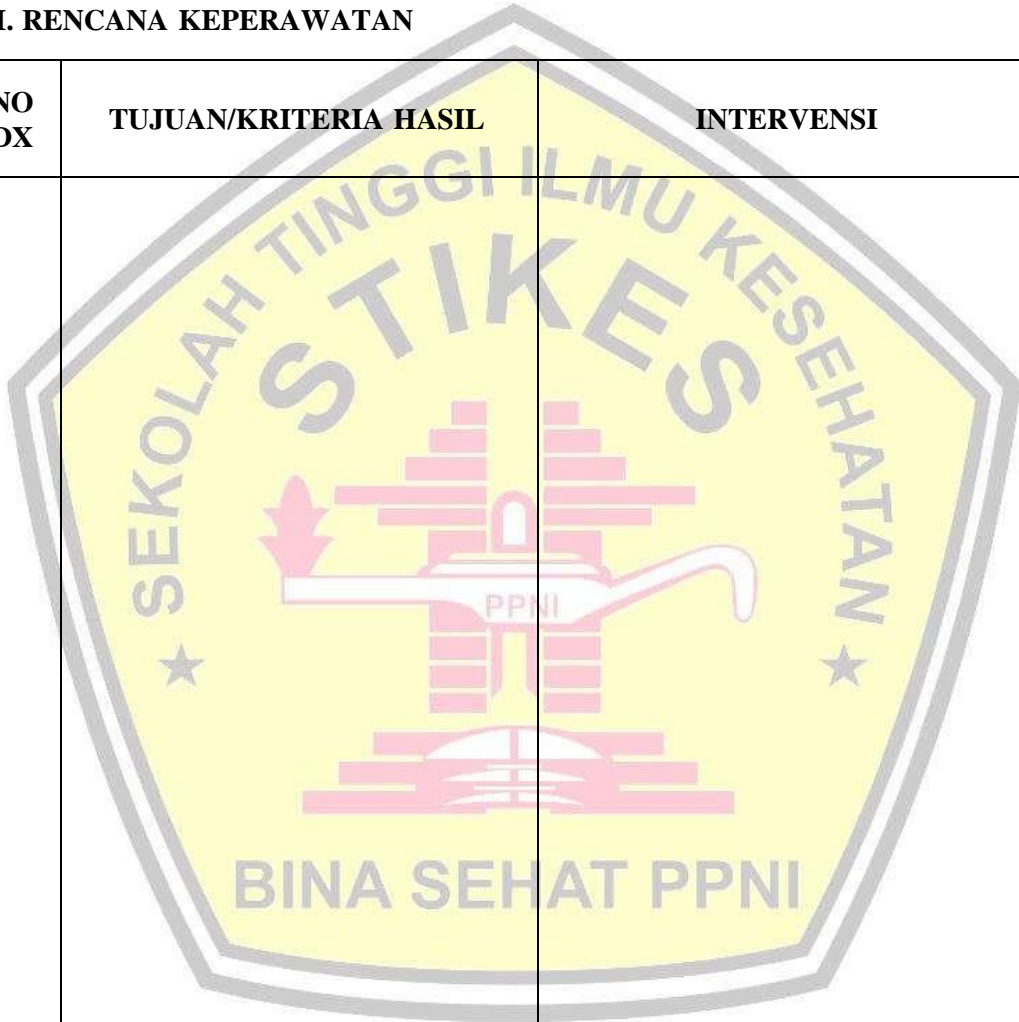 I. RENCANA KEPERAWATAN
NO DX
TUJUAN/KRITERIA HASIL
INTERVENSI
SEKOLAH TINGGI ILMU KESEHATAN
STIKES
PPNI
BINA SEHAT PPNI